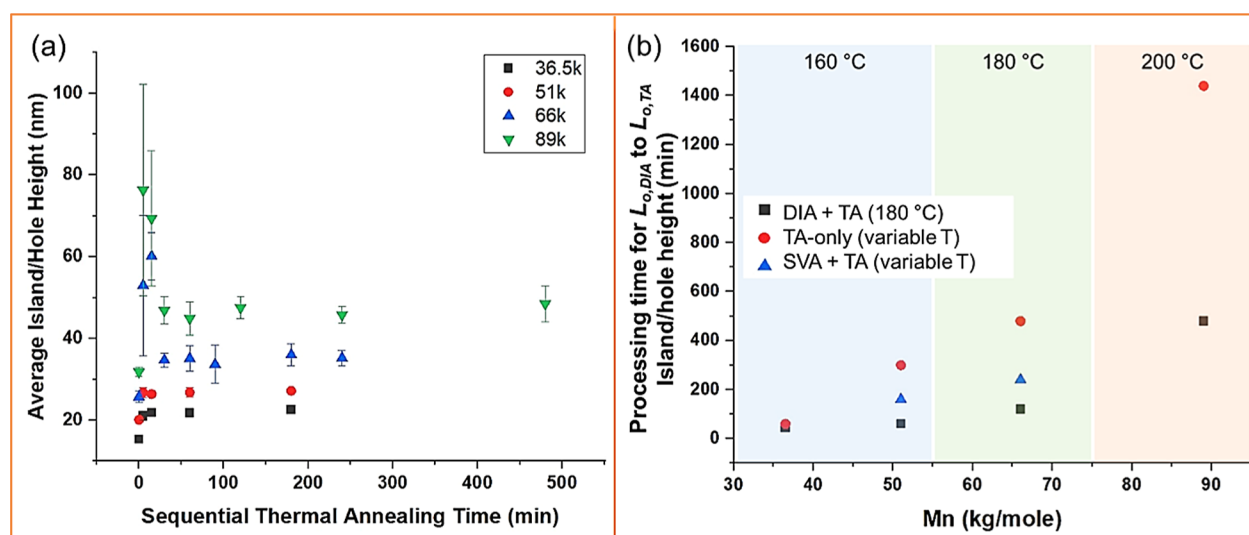 (a)
36.5k
51k
66k
89k
Average Island/Hole Height (nm)
100
80
60
40
20
0
100
200
300
400
500
Sequential Thermal Annealing Time (min)
(b)
160 °C
180 °C
200 °C
Processing time for Lo,DIA to Lo,TA
Island/hole height (min)
1600
1400
1200
1000
800
600
400
200
0
DIA + TA (180 °C)
TA-only (variable T)
SVA + TA (variable T)
30
40
50
60
70
80
90
Mn (kg/mole)